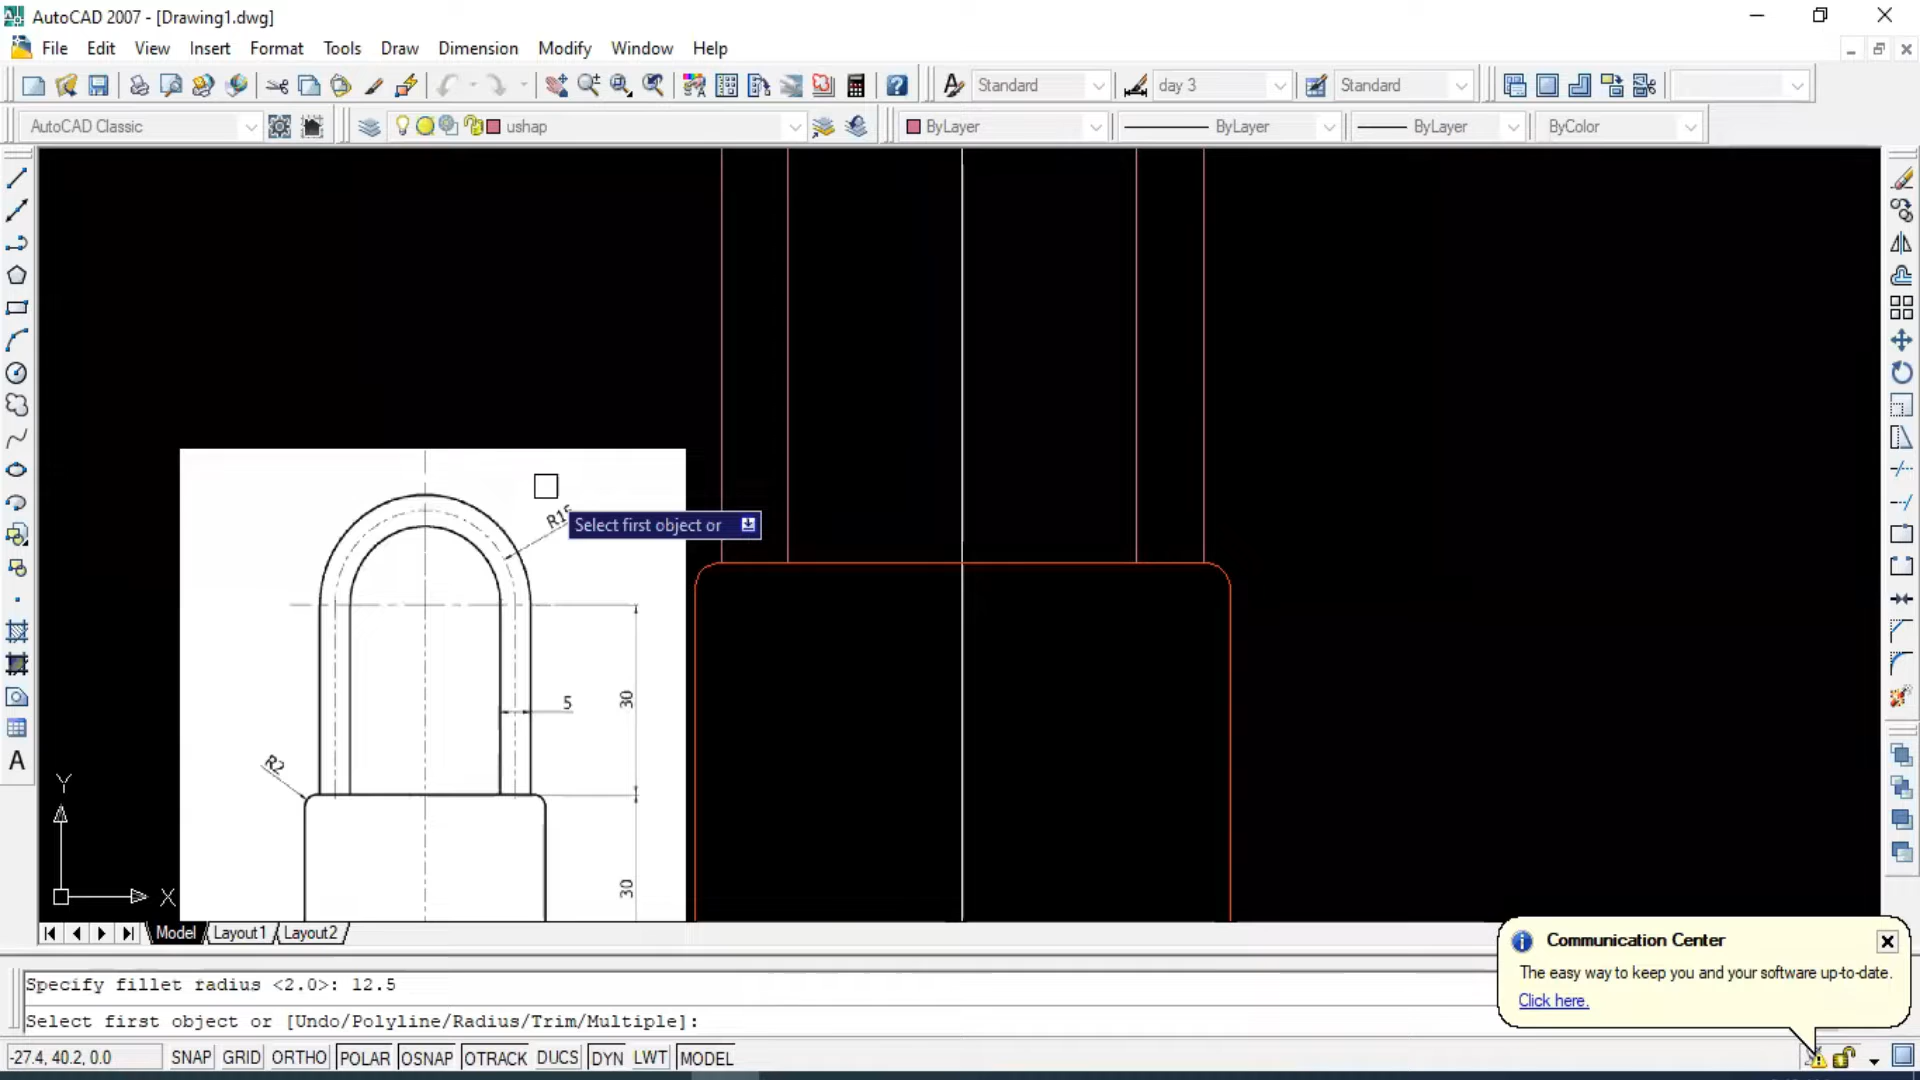 AutoCAD 2007 - [Drawing1.dwg]
File Edit View Insert Format Tools Draw Dimension Modify Window Help
Standard day 3 Standard
AutoCAD Classic ushap ByLayer ByLayer ByLayer ByColor
Select first object or
5
30
R2
30
A
Y
X
Model Layout1 Layout2
Communication Center
The easy way to keep you and your software up-to-date.
Click here.
Specify fillet radius <2.0>: 12.5
Select first object or [Undo/Polyline/Radius/Trim/Multiple]:
-27.4, 40.2, 0.0 SNAP GRID ORTHO POLAR OSNAP OTRACK DUCS DYN LWT MODEL